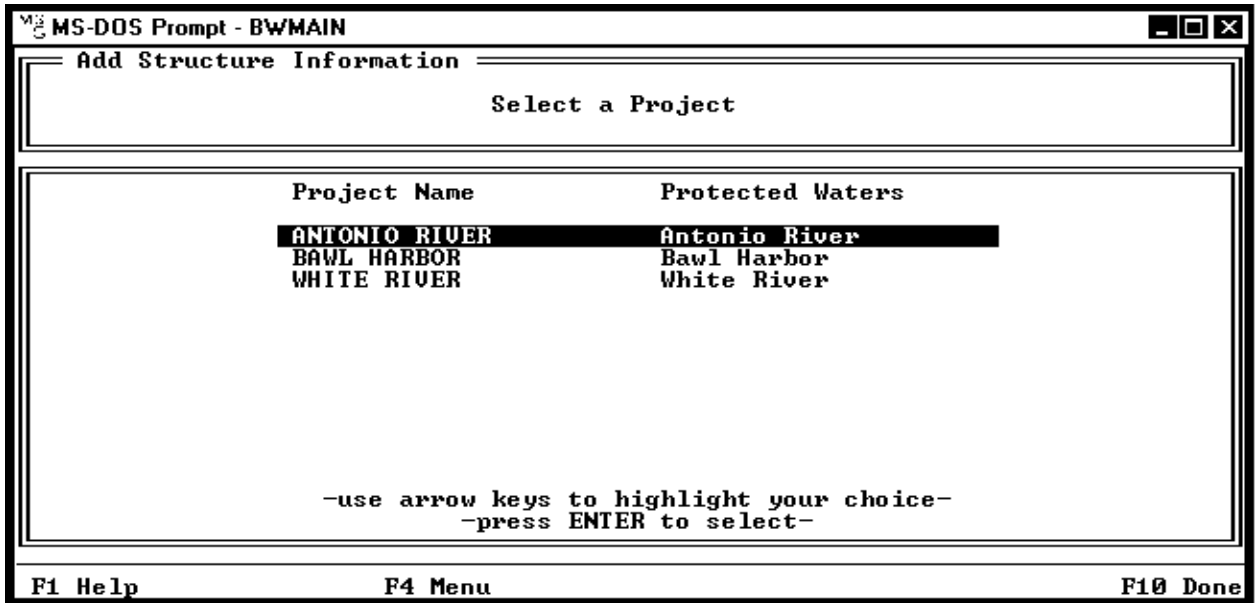 MS-DOS Prompt - BWMAIN
Add Structure Information
Select a Project
Project Name Protected Waters
ANTONIO RIVER Antonio River
BAWL HARBOR Bawl Harbor
WHITE RIVER White River
-use arrow keys to highlight your choice-
-press ENTER to select-
F1 Help F4 Menu F10 Done